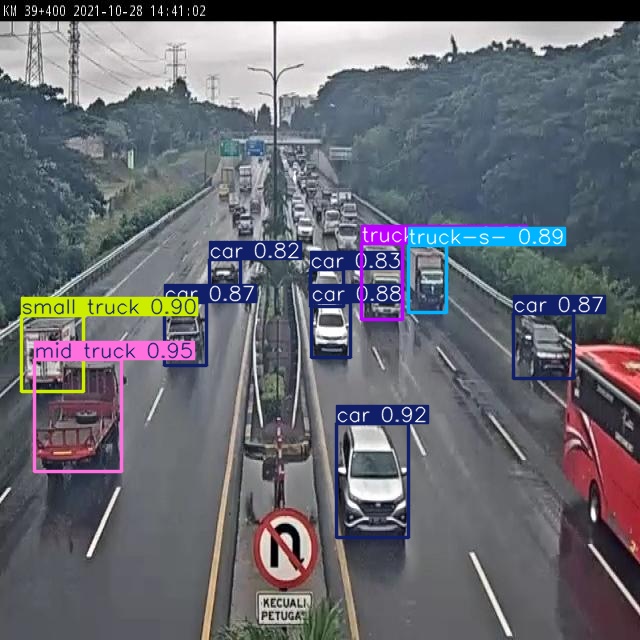 KM 39+400 2021-10-28 14:41:02
car 0.82
truck
truck-s- 0.89
car 0.83
car 0.87
car 0.88
small truck 0.90
car 0.87
mid truck 0.95
car 0.92
KECUALI
PETUGAS